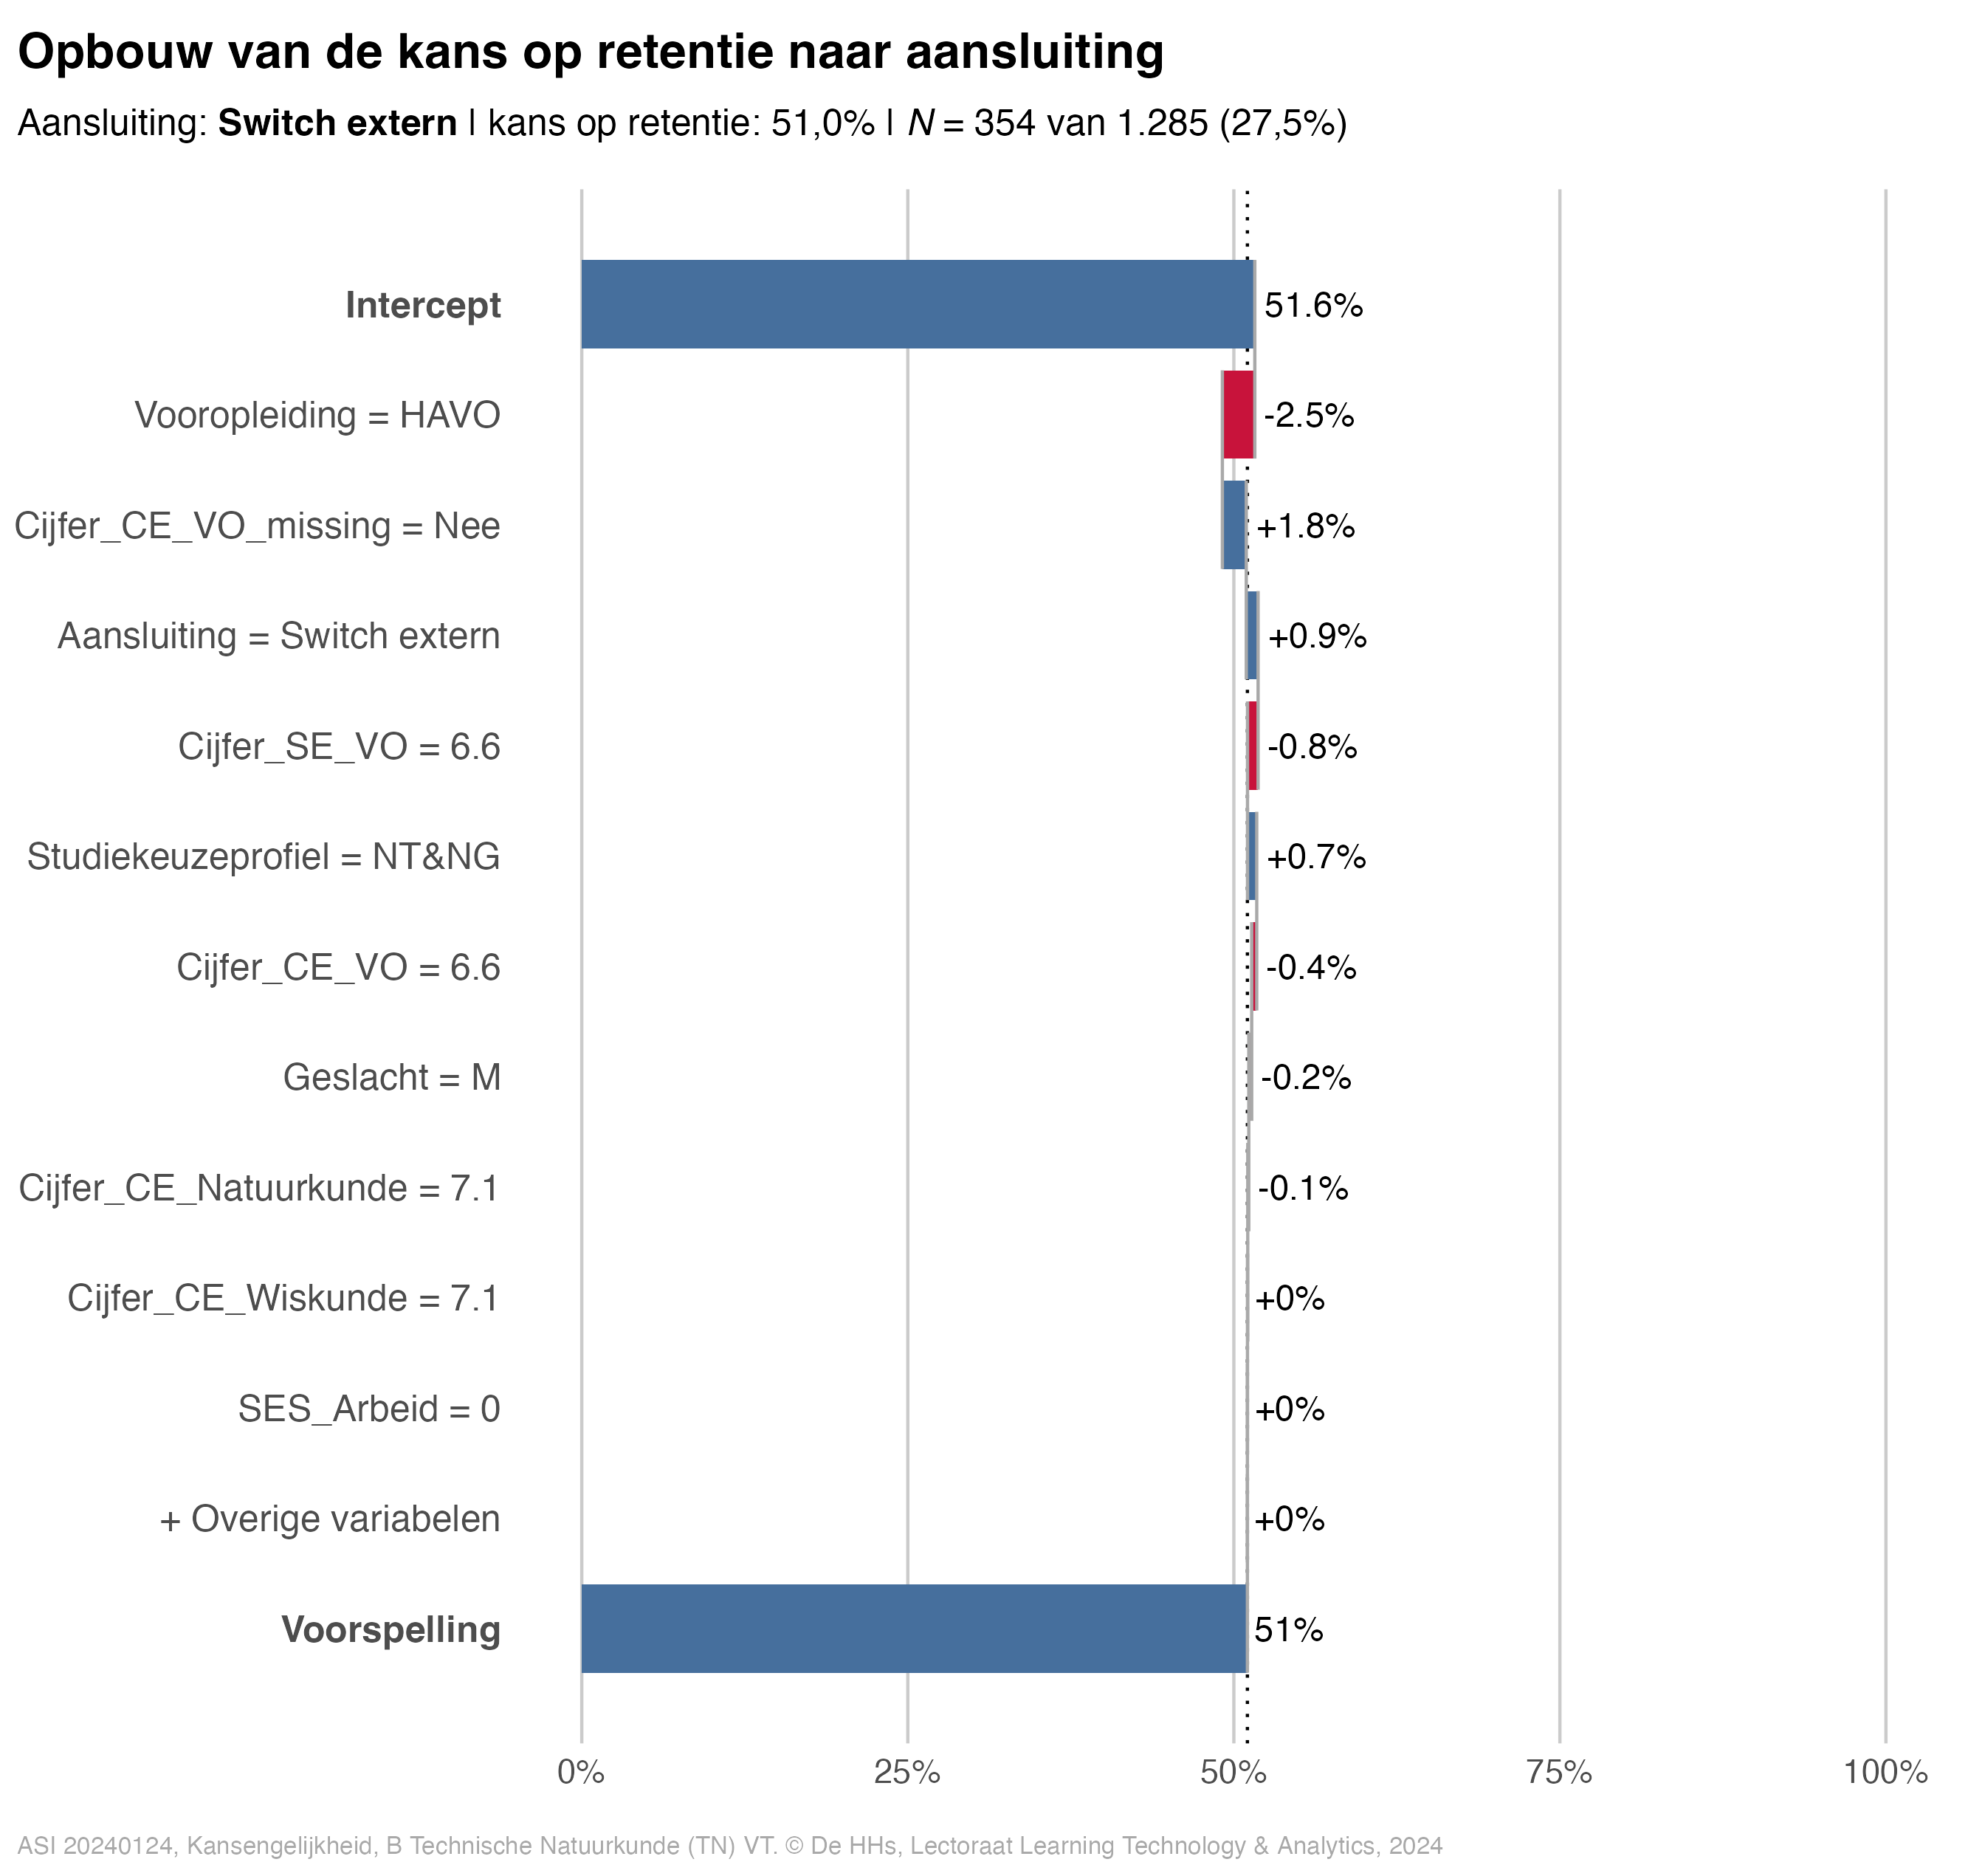 Opbouw van de kans op retentie naar aansluiting
Aansluiting: Switch extern | kans op retentie: 51,0% | N = 354 van 1.285 (27,5%)
Intercept 51.6%
Vooropleiding = HAVO -2.5%
Cijfer_CE_VO_missing = Nee +1.8%
Aansluiting = Switch extern +0.9%
Cijfer_SE_VO = 6.6 -0.8%
Studiekeuzeprofiel = NT&NG +0.7%
Cijfer_CE_VO = 6.6 -0.4%
Geslacht = M -0.2%
Cijfer_CE_Natuurkunde = 7.1 -0.1%
Cijfer_CE_Wiskunde = 7.1 +0%
SES_Arbeid = 0 +0%
+ Overige variabelen +0%
Voorspelling 51%
0% 25% 50% 75% 100%
ASI 20240124, Kansengelijkheid, B Technische Natuurkunde (TN) VT. © De HHs, Lectoraat Learning Technology & Analytics, 2024